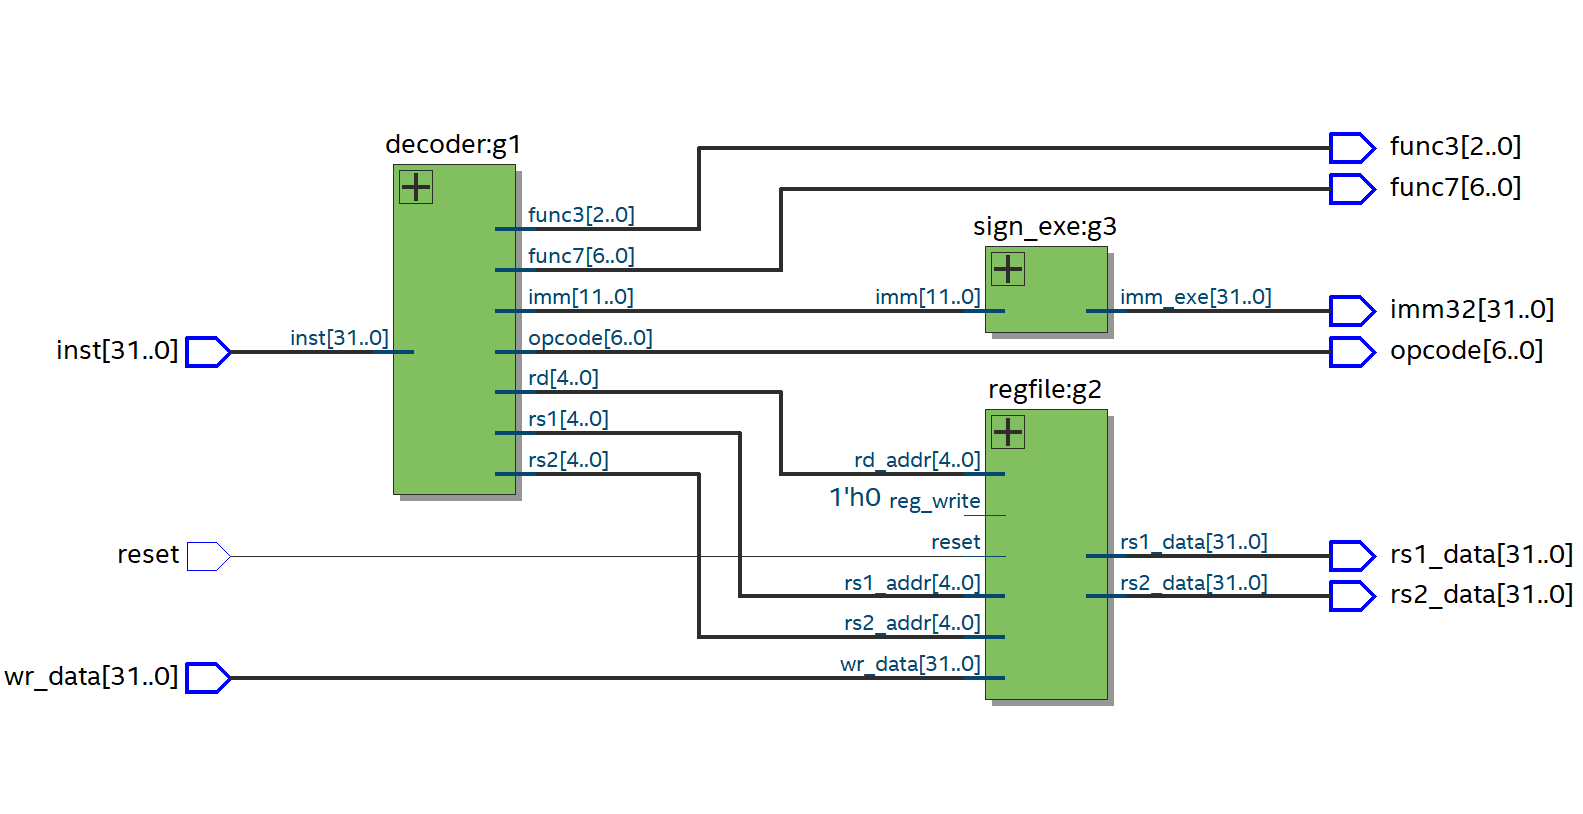 decoder:g1
func3[2..0]
func7[6..0]
imm[11..0]
opcode[6..0]
rd[4..0]
rs1[4..0]
rs2[4..0]
inst[31..0]
inst[31..0]
reset
wr_data[31..0]
sign_exe:g3
imm[11..0]
imm_exe[31..0]
regfile:g2
rd_addr[4..0]
1'h0 reg_write
reset
rs1_addr[4..0]
rs2_addr[4..0]
wr_data[31..0]
rs1_data[31..0]
rs2_data[31..0]
func3[2..0]
func7[6..0]
imm32[31..0]
opcode[6..0]
rs1_data[31..0]
rs2_data[31..0]